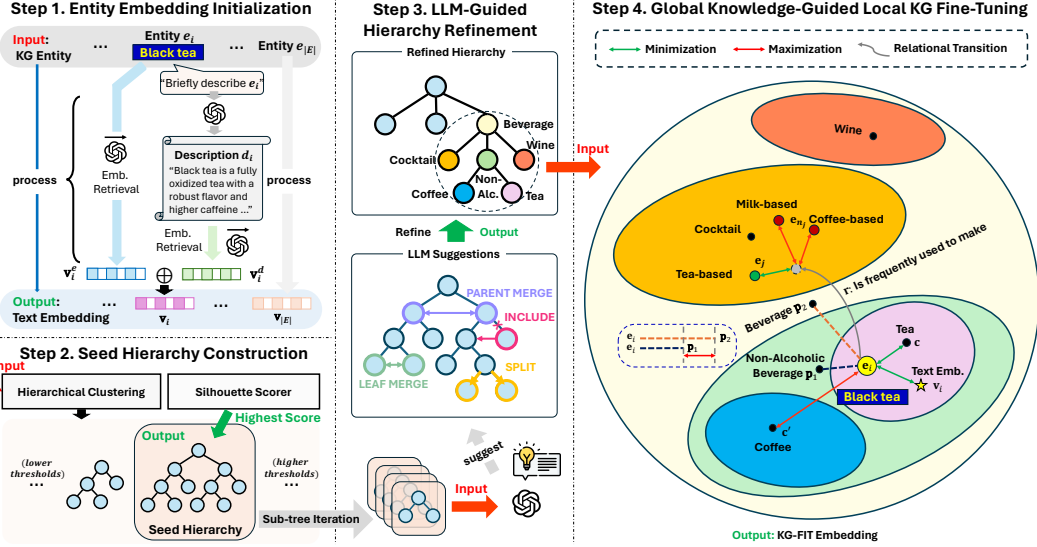 Step 1. Entity Embedding Initialization
Input:
KG Entity
...
Entity e_i
Black tea
...
Entity e_|E|
"Briefly describe e_i"
Description d_i
"Black tea is a fully
oxidized tea with a
robust flavor and
higher caffeine ..."
process
Emb.
Retrieval
process
Emb.
Retrieval
v_i^e
⊕
v_i^d
Output:
Text Embedding
...
v_i
...
v_|E|
Step 2. Seed Hierarchy Construction
Input
Hierarchical Clustering
Silhouette Scorer
Highest Score
Output
(lower
thresholds)
...
(higher
thresholds)
...
Seed Hierarchy
Sub-tree Iteration
Step 3. LLM-Guided
Hierarchy Refinement
Refined Hierarchy
Beverage
Wine
Cocktail
Non-
Alc.
Coffee
Tea
Input
Refine
Output
LLM Suggestions
PARENT MERGE
INCLUDE
LEAF MERGE
SPLIT
suggest
Input
Step 4. Global Knowledge-Guided Local KG Fine-Tuning
Minimization
Maximization
Relational Transition
Wine
Milk-based
e_{n_j}
Coffee-based
Cocktail
e_j
Tea-based
r: Is frequently used to make
Beverage p_2
e_i
p_2
e_i
p_1
Non-Alcoholic
Beverage p_1
Tea
c
e_i
Text Emb.
v_i
Black tea
c'
Coffee
Output: KG-FIT Embedding